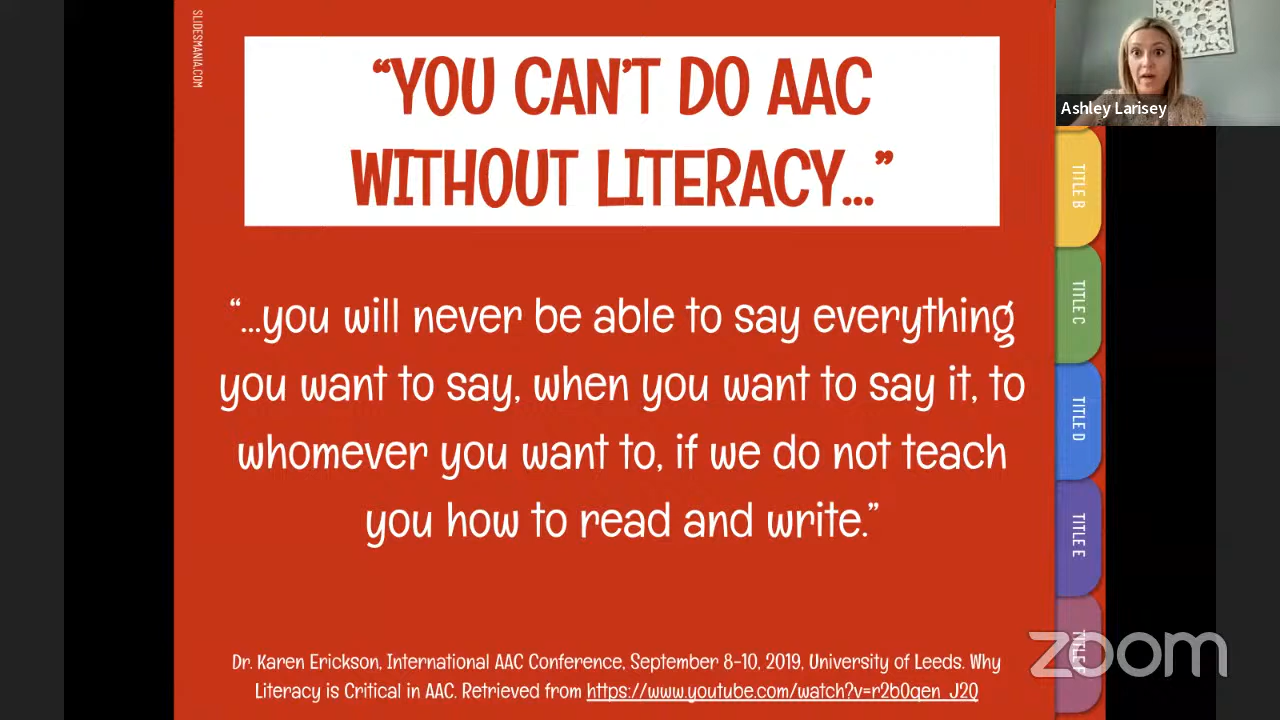 SLIDESMANIA.COM
“YOU CAN’T DO AAC
WITHOUT LITERACY...”
“...you will never be able to say everything
you want to say, when you want to say it, to
whomever you want to, if we do not teach
you how to read and write.”
Dr. Karen Erickson, International AAC Conference, September 8-10, 2019, University of Leeds. Why
Literacy is Critical in AAC. Retrieved from https://www.youtube.com/watch?v=r2b0qen_J2Q
Ashley Larisey
TITLE B
TITLE C
TITLE D
TITLE E
zoom